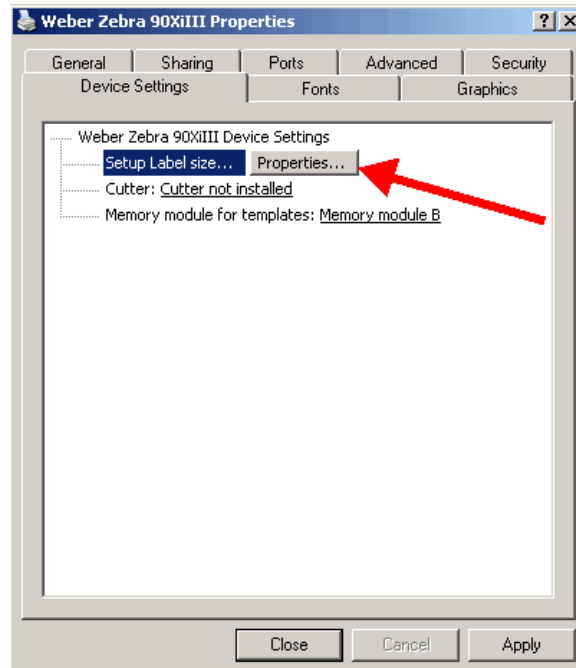 Weber Zebra 90XiIII Properties
General Sharing Ports Advanced Security
Device Settings Fonts Graphics
Weber Zebra 90XiIII Device Settings
Setup Label size... Properties...
Cutter: Cutter not installed
Memory module for templates: Memory module B
Close Cancel Apply